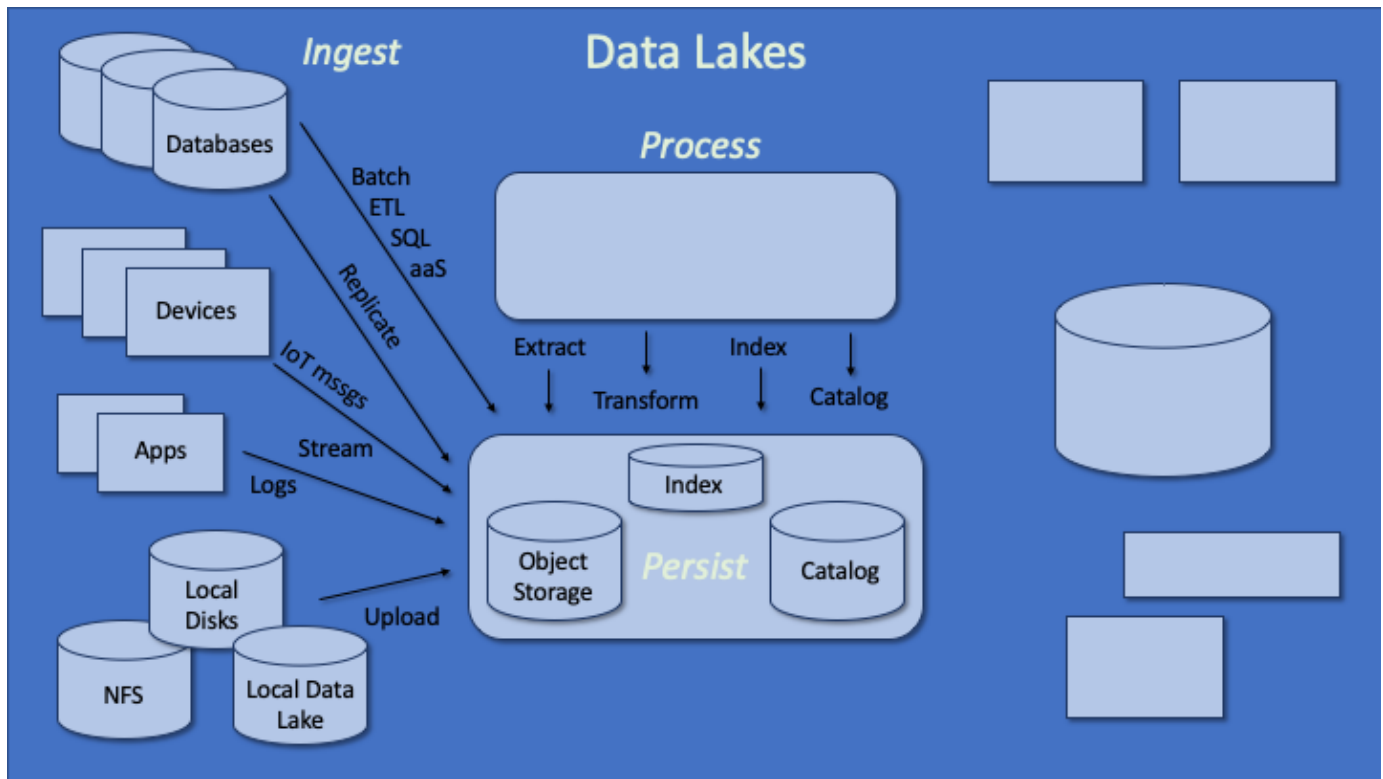 Data Lakes
Ingest
Databases
Batch
ETL
SQL
aaS
Replicate
Devices
IoT mssgs
Apps
Stream
Logs
Local
Disks
NFS
Local Data
Lake
Upload
Process
Extract
Transform
Index
Catalog
Index
Object
Storage
Persist
Catalog